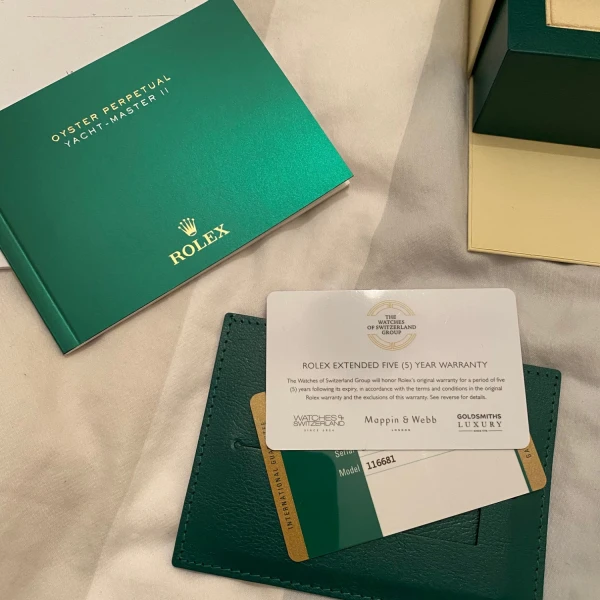 OYSTER PERPETUAL
YACHT-MASTER II
ROLEX
THE
WATCHES
OF SWITZERLAND
GROUP
ROLEX EXTENDED FIVE (5) YEAR WARRANTY
The Watches of Switzerland Group will honor Rolex's original warranty for a period of five
(5) years following its expiry, in accordance with the terms and conditions in the original
Rolex warranty and the exclusions of this warranty. See reverse for details.
WATCHES OF
SWITZERLAND
SINCE 1924
Mappin & Webb
LONDON
GOLDSMITHS
LUXURY
Serial
Model 116681
INTERNATIONAL GUA